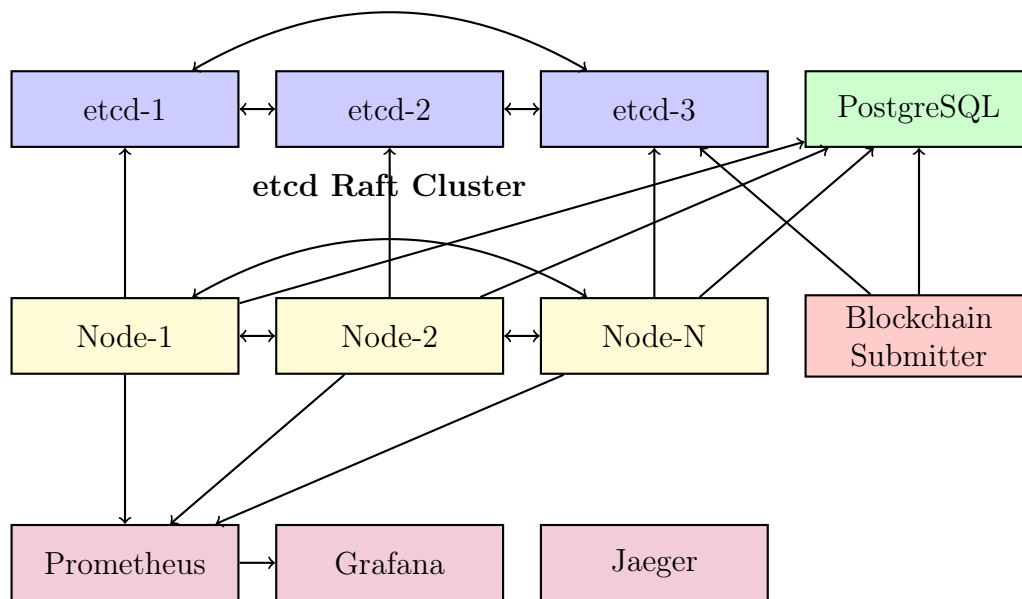 etcd-1
etcd-2
etcd-3
PostgreSQL
etcd Raft Cluster
Node-1
Node-2
Node-N
Blockchain
Submitter
Prometheus
Grafana
Jaeger